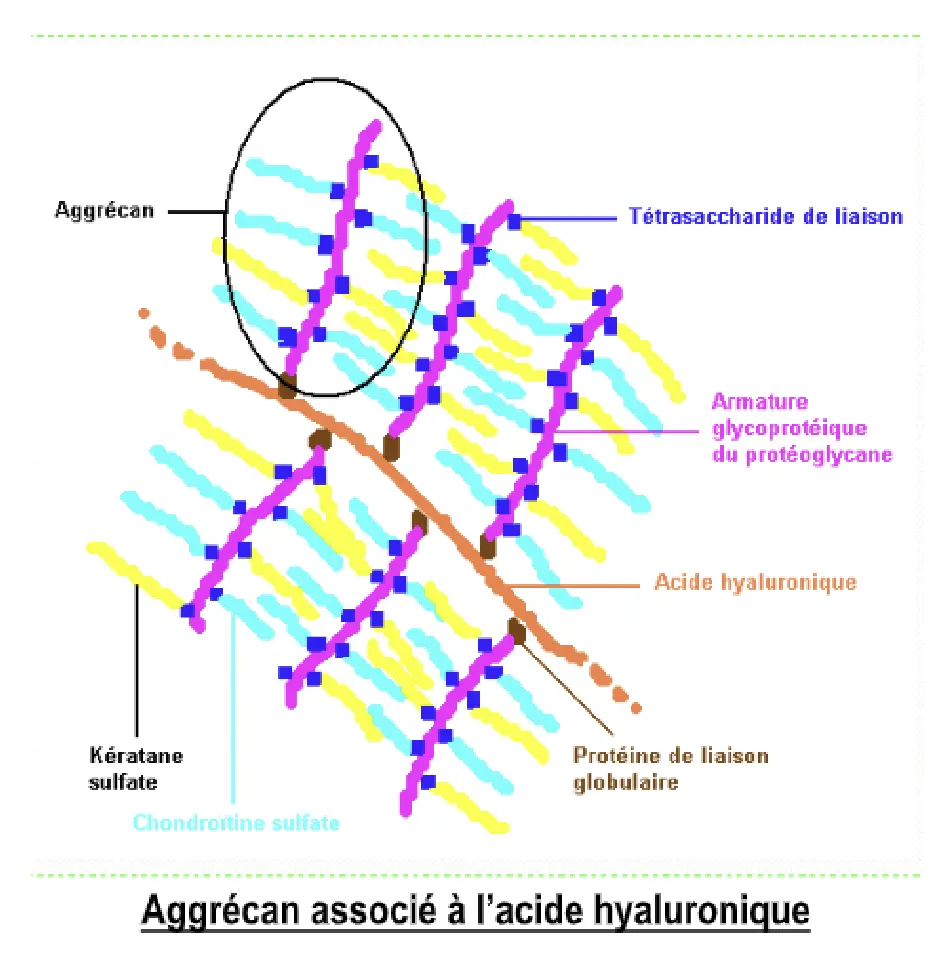 Aggrécan
Tétrasaccharide de liaison
Armature
glycoprotéique
du protéoglycane
Acide hyaluronique
Kératane
sulfate
Protéine de liaison
globulaire
Chondroïtine sulfate
Aggrécan associé à l’acide hyaluronique